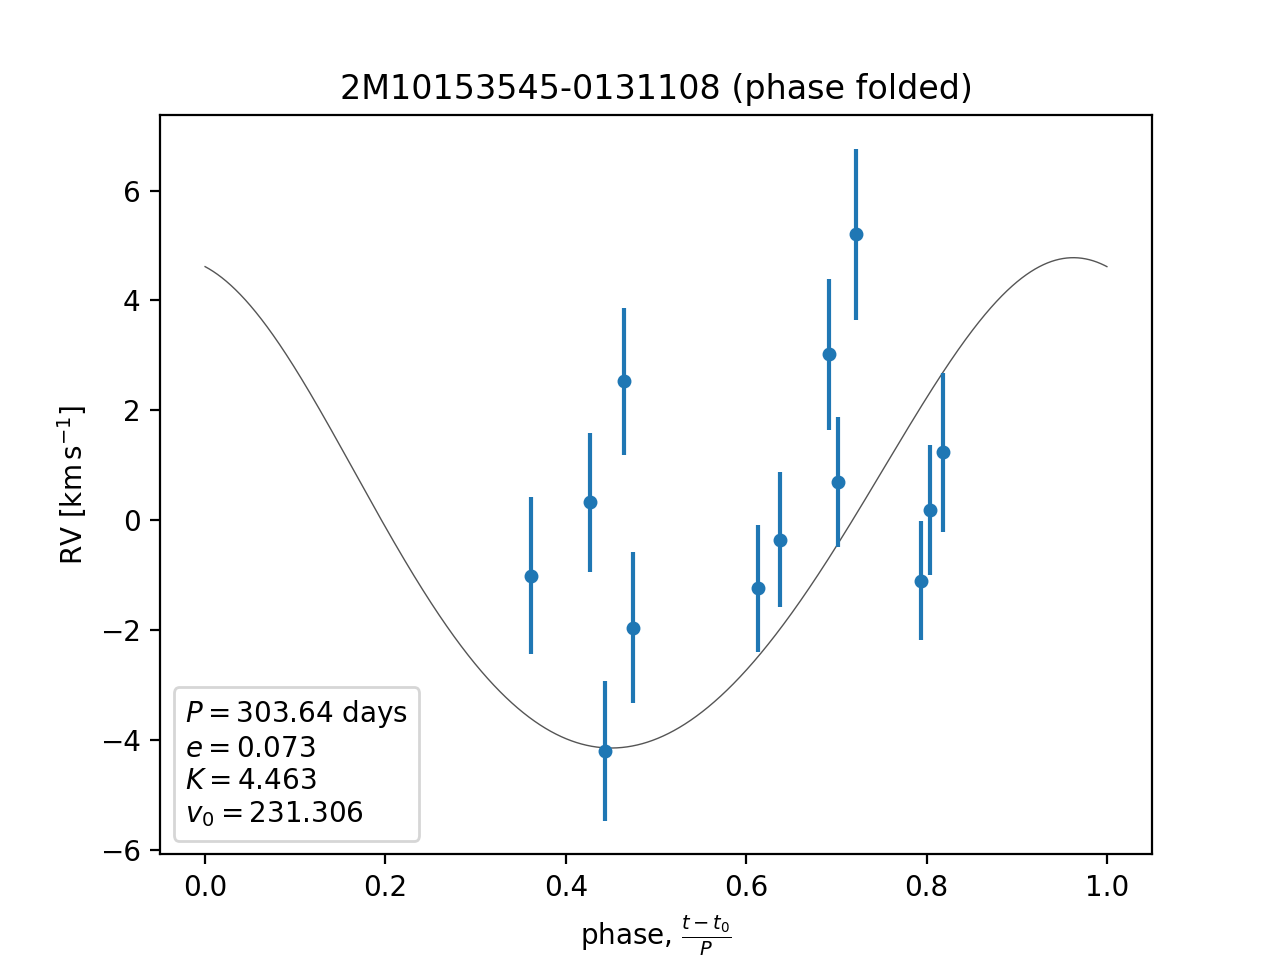 2M10153545-0131108 (phase folded)
RV [km s⁻¹]
6
4
2
0
−2
−4
−6
P = 303.64 days
e = 0.073
K = 4.463
v₀ = 231.306
0.0 0.2 0.4 0.6 0.8 1.0
phase, (t − t₀)/P